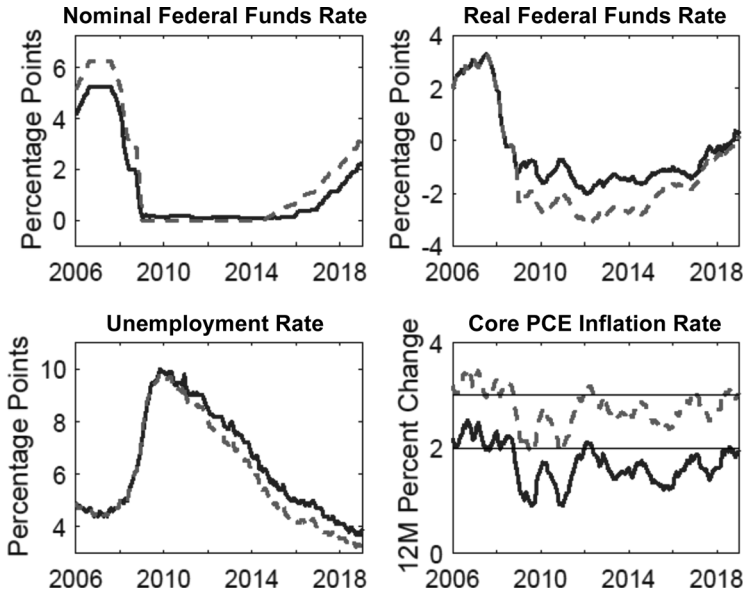 Nominal Federal Funds Rate
Percentage Points
6
4
2
0
2006 2010 2014 2018
Real Federal Funds Rate
Percentage Points
4
2
0
-2
-4
2006 2010 2014 2018
Unemployment Rate
Percentage Points
10
8
6
4
2006 2010 2014 2018
Core PCE Inflation Rate
12M Percent Change
4
2
0
2006 2010 2014 2018